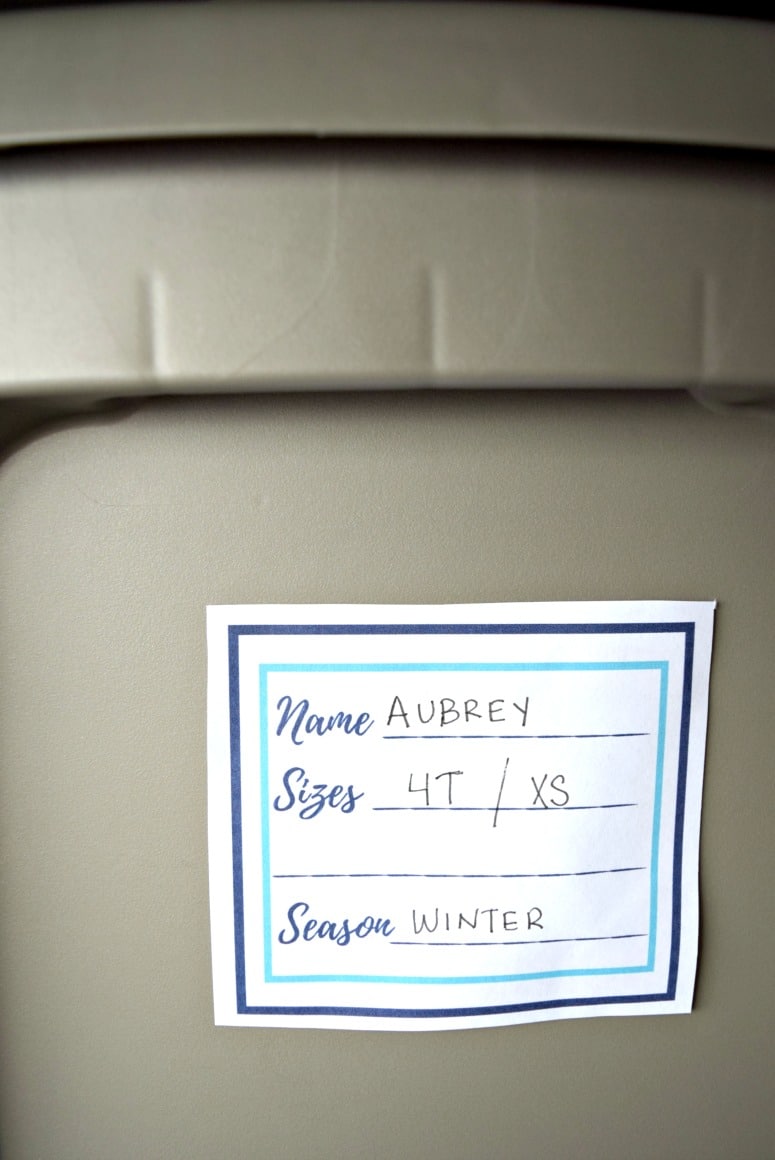 Name AUBREY
Sizes 4T / XS
Season WINTER